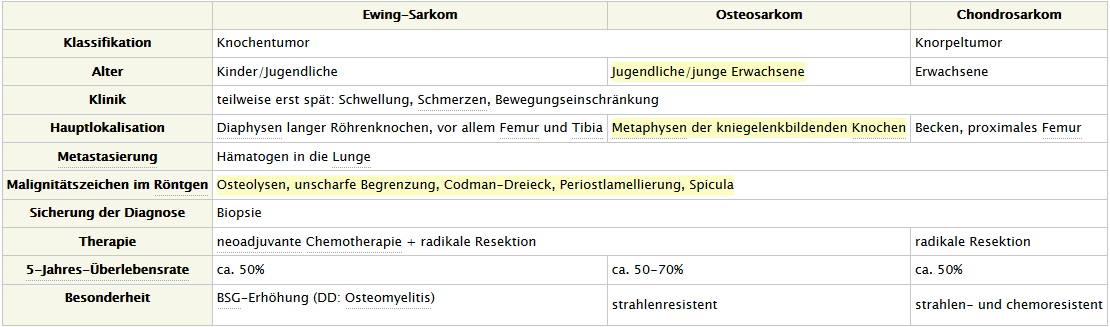 Ewing-Sarkom Osteosarkom Chondrosarkom
Klassifikation Knochentumor Knorpeltumor
Alter Kinder/Jugendliche Jugendliche/junge Erwachsene Erwachsene
Klinik teilweise erst spät: Schwellung, Schmerzen, Bewegungseinschränkung
Hauptlokalisation Diaphysen langer Röhrenknochen, vor allem Femur und Tibia Metaphysen der kniegelenkbildenden Knochen Becken, proximales Femur
Metastasierung Hämatogen in die Lunge
Malignitätszeichen im Röntgen Osteolysen, unscharfe Begrenzung, Codman-Dreieck, Periostlamellierung, Spicula
Sicherung der Diagnose Biopsie
Therapie neoadjuvante Chemotherapie + radikale Resektion radikale Resektion
5-Jahres-Überlebensrate ca. 50% ca. 50-70% ca. 50%
Besonderheit BSG-Erhöhung (DD: Osteomyelitis) strahlenresistent strahlen- und chemoresistent